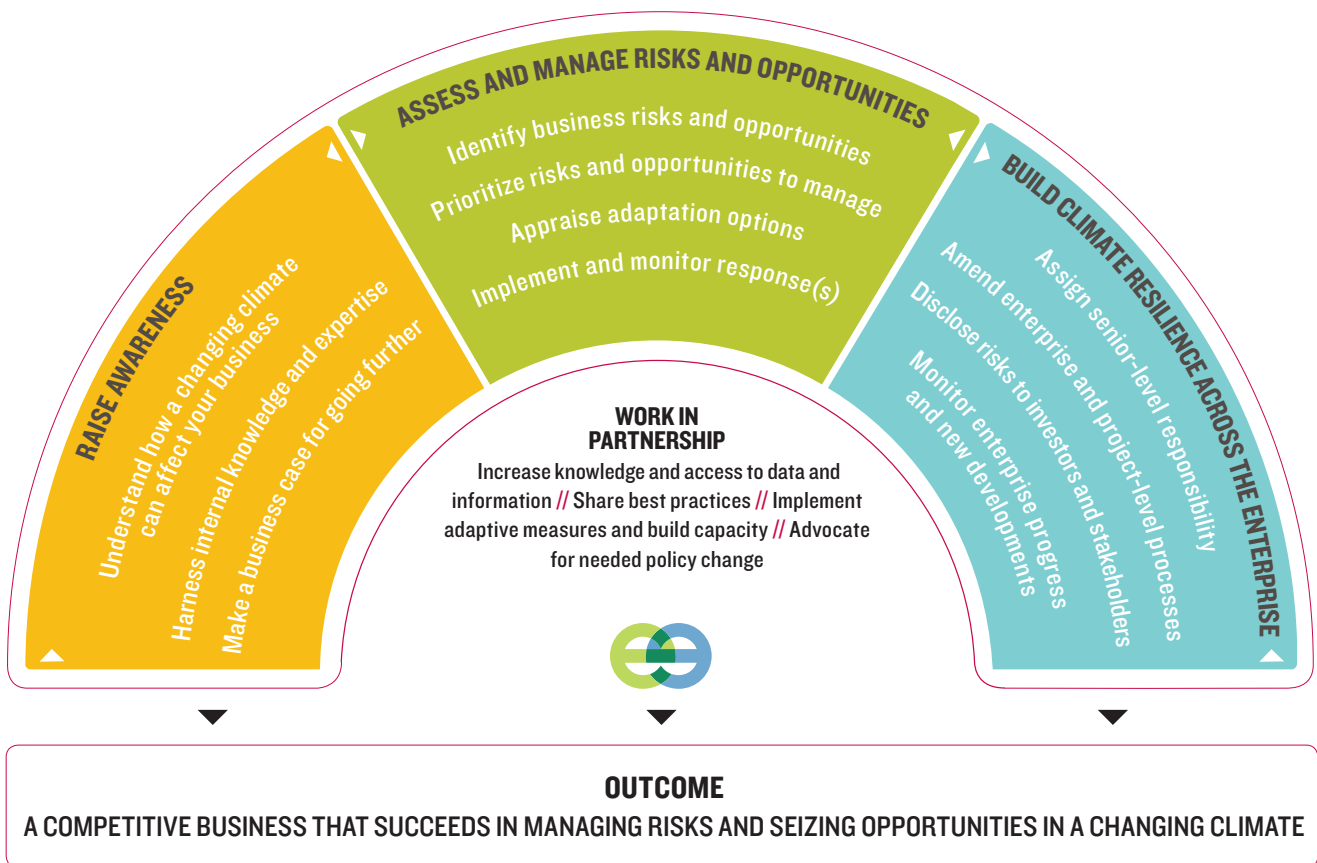 RAISE AWARENESS
Understand how a changing climate
can affect your business
Harness internal knowledge and expertise
Make a business case for going further
ASSESS AND MANAGE RISKS AND OPPORTUNITIES
Identify business risks and opportunities
Prioritize risks and opportunities to manage
Appraise adaptation options
Implement and monitor response(s)
BUILD CLIMATE RESILIENCE ACROSS THE ENTERPRISE
Assign senior-level responsibility
Amend enterprise and project-level processes
Disclose risks to investors and stakeholders
Monitor enterprise progress
and new developments
WORK IN
PARTNERSHIP
Increase knowledge and access to data and
information // Share best practices // Implement
adaptive measures and build capacity // Advocate
for needed policy change
OUTCOME
A COMPETITIVE BUSINESS THAT SUCCEEDS IN MANAGING RISKS AND SEIZING OPPORTUNITIES IN A CHANGING CLIMATE